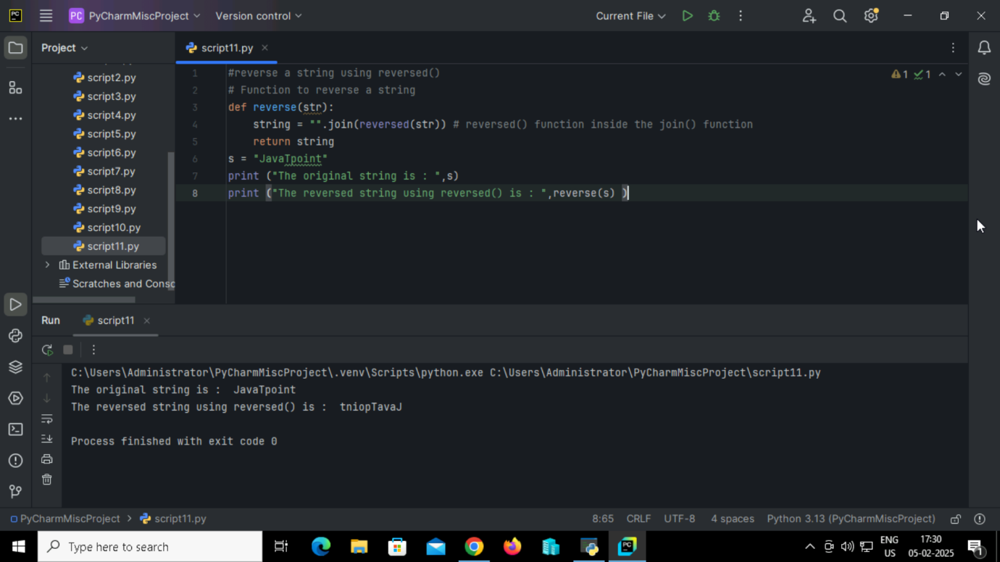 PC
PC PyCharmMiscProject Version control Current File
Project
script11.py
script2.py
script3.py
script4.py
script5.py
script6.py
script7.py
script8.py
script9.py
script10.py
script11.py
External Libraries
Scratches and Consc
1 #reverse a string using reversed()
2 # Function to reverse a string
3 def reverse(str):
4 string = "".join(reversed(str)) # reversed() function inside the join() function
5 return string
6 s = "JavaTpoint"
7 print ("The original string is : ",s)
8 print ("The reversed string using reversed() is : ",reverse(s) )
1 1
Run script11
C:\Users\Administrator\PyCharmMiscProject\.venv\Scripts\python.exe C:\Users\Administrator\PyCharmMiscProject\script11.py
The original string is :  JavaTpoint
The reversed string using reversed() is :  tniopTavaJ
Process finished with exit code 0
PyCharmMiscProject > script11.py 8:65 CRLF UTF-8 4 spaces Python 3.13 (PyCharmMiscProject)
Type here to search
PC
ENG
US
17:30
05-02-2025
1